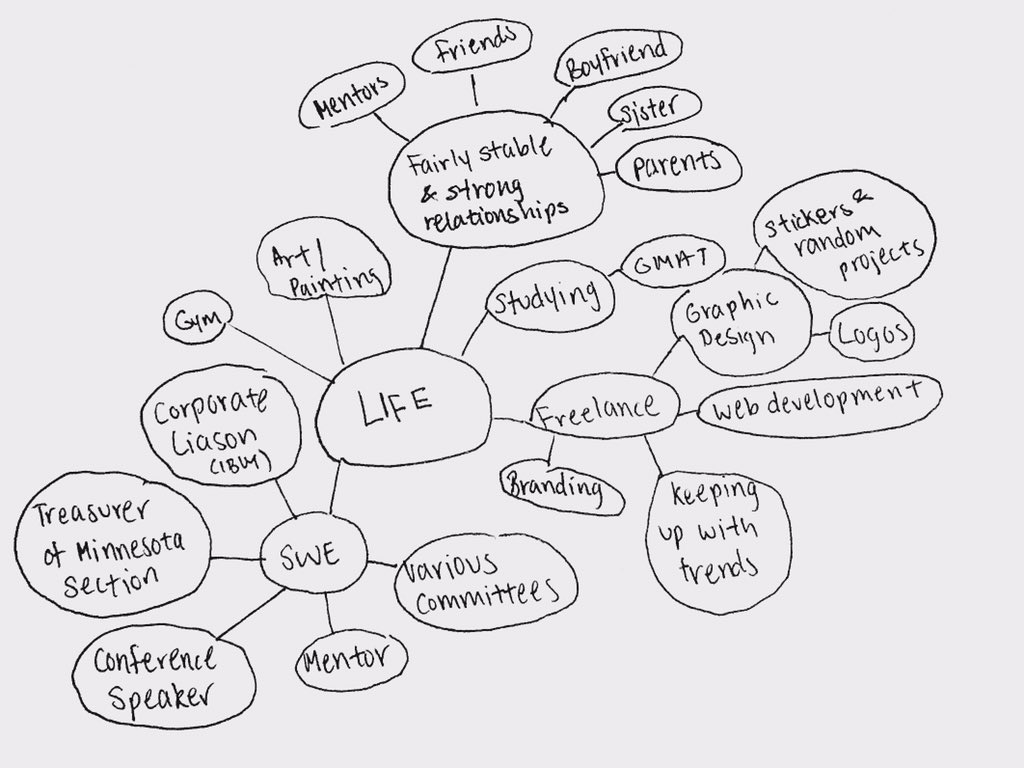 Friends
Mentors
Boyfriend
Sister
Parents
Fairly stable
& strong
relationships
Stickers &
random
projects
Art/
Painting
Studying
GMAT
Graphic
Design
Logos
Gym
LIFE
Freelance
Web development
Branding
Keeping
up with
trends
Corporate
Liason
(IBM)
Treasurer
of Minnesota
Section
SWE
Various
Committees
Conference
Speaker
Mentor